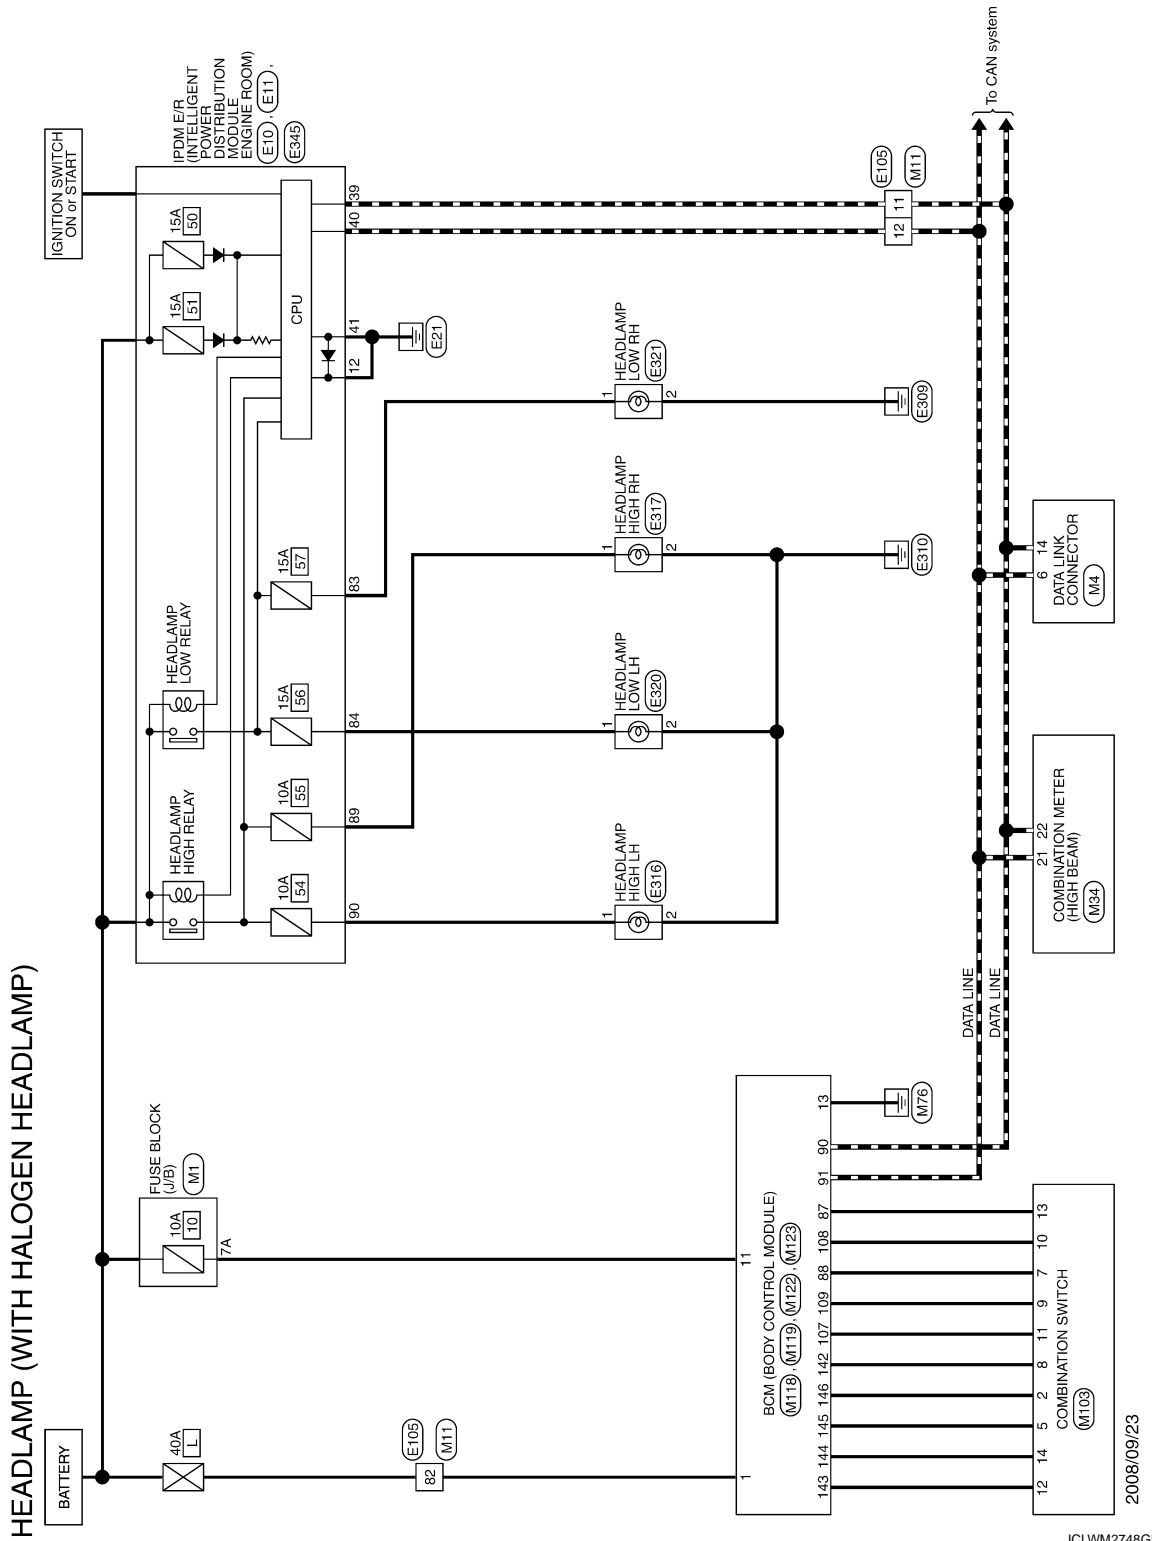 HEADLAMP (WITH HALOGEN HEADLAMP)
BATTERY
IGNITION SWITCH
ON or START
40A
L
E105
M11
82
1
FUSE BLOCK
(J/B)
M1
10A
10
7A
11
IPDM E/R
(INTELLIGENT
POWER
DISTRIBUTION
MODULE
ENGINE ROOM)
E10 , E11 ,
E345
HEADLAMP
HIGH RELAY
HEADLAMP
LOW RELAY
15A
51
15A
50
CPU
10A
54
10A
55
15A
56
15A
57
90
89
84
83
12
41
40
39
E21
HEADLAMP
HIGH LH
E316
1
2
HEADLAMP
LOW LH
E320
1
2
HEADLAMP
HIGH RH
E317
1
2
HEADLAMP
LOW RH
E321
1
2
E310
E309
E105
M11
12
11
To CAN system
BCM (BODY CONTROL MODULE)
M118 , M119 , M122 , M123
143
144
145
146
142
107
109
88
108
87
91
90
13
M76
DATA LINE
DATA LINE
12
14
5
2
8
11
9
7
10
13
COMBINATION SWITCH
M103
21
22
COMBINATION METER
(HIGH BEAM)
M34
6
14
DATA LINK
CONNECTOR
M4
2008/09/23